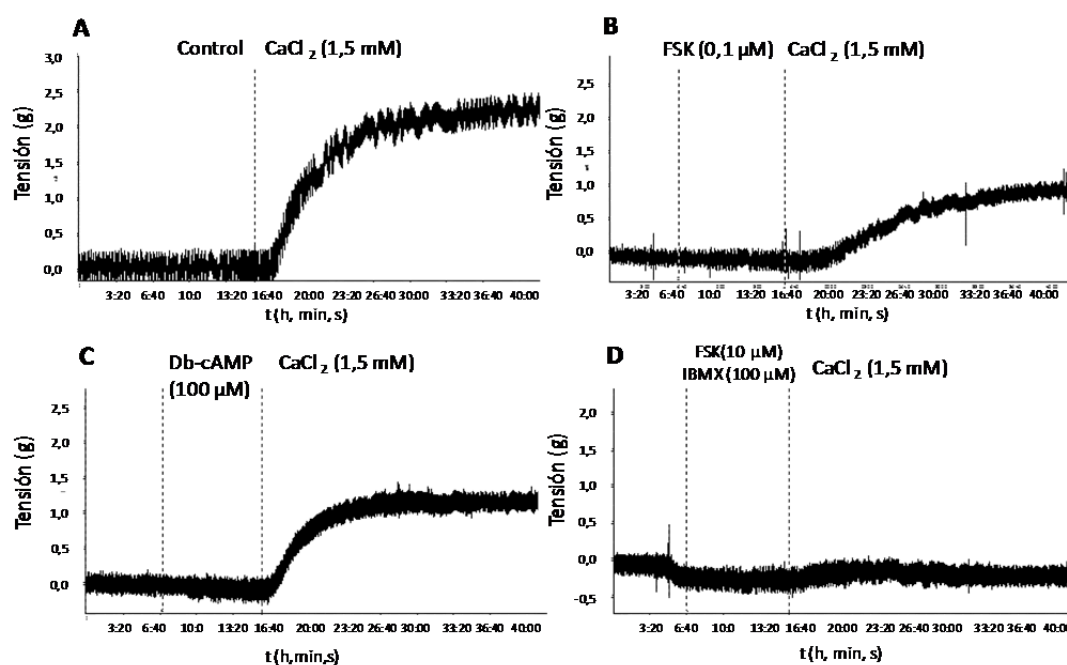 A
Control CaCl 2 (1,5 mM)
3,0
2,5
2,0
1,5
1,0
0,5
0,0
Tensión (g)
3:20 6:40 10:0 13:20 16:40 20:00 23:20 26:40 30:00 33:20 36:40 40:00
t (h, min, s)
B
FSK (0,1 µM) CaCl 2 (1,5 mM)
2,5
2,0
1,5
1,0
0,5
0,0
Tensión (g)
3:20 6:40 10:0 13:20 16:40 20:00 23:20 26:40 30:00 33:20 36:40 40:00
t (h, min, s)
C
Db-cAMP CaCl 2 (1,5 mM)
(100 µM)
2,5
2,0
1,5
1,0
0,5
0,0
Tensión (g)
3:20 6:40 10:0 13:20 16:40 20:00 23:20 26:40 30:00 33:20 36:40 40:00
t (h,min,s)
D
FSK(10 µM)
IBMX(100 µM) CaCl 2 (1,5 mM)
2,0
1,5
1,0
0,5
0,0
-0,5
Tensión (g)
3:20 6:40 10:0 13:20 16:40 20:00 23:20 26:40 30:00 33:20 36:40 40:00
t (h, min, s)